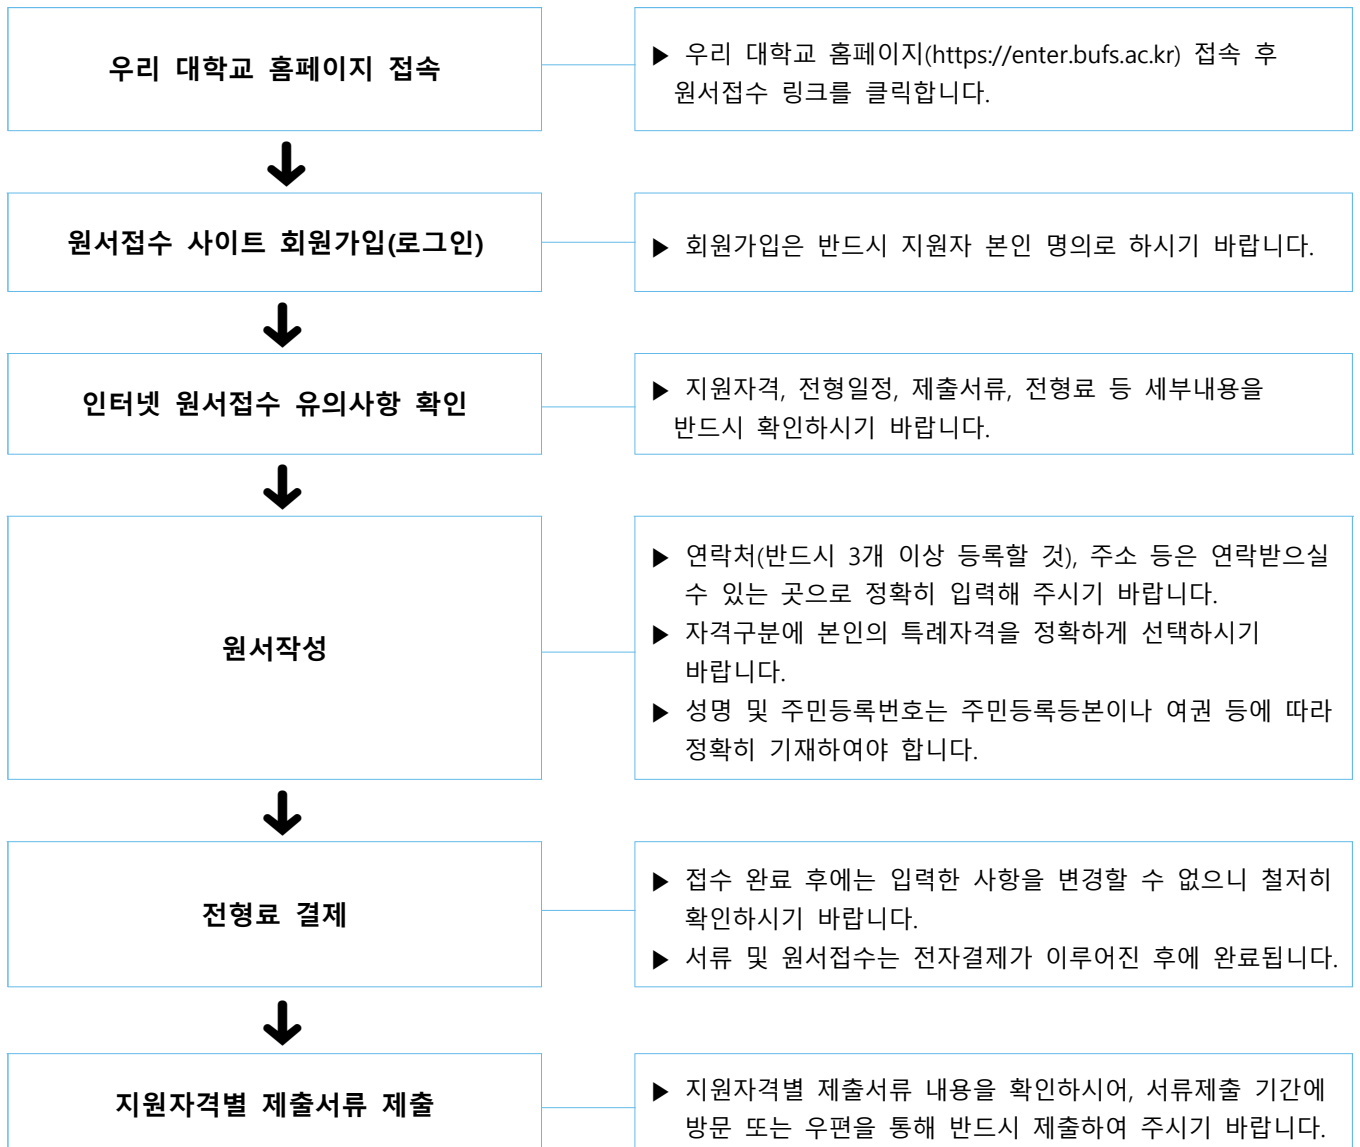 우리 대학교 홈페이지 접속
▶ 우리 대학교 홈페이지(https://enter.bufs.ac.kr) 접속 후
원서접수 링크를 클릭합니다.
원서접수 사이트 회원가입(로그인)
▶ 회원가입은 반드시 지원자 본인 명의로 하시기 바랍니다.
인터넷 원서접수 유의사항 확인
▶ 지원자격, 전형일정, 제출서류, 전형료 등 세부내용을
반드시 확인하시기 바랍니다.
원서작성
▶ 연락처(반드시 3개 이상 등록할 것), 주소 등은 연락받으실
수 있는 곳으로 정확히 입력해 주시기 바랍니다.
▶ 자격구분에 본인의 특례자격을 정확하게 선택하시기
바랍니다.
▶ 성명 및 주민등록번호는 주민등록등본이나 여권 등에 따라
정확히 기재하여야 합니다.
전형료 결제
▶ 접수 완료 후에는 입력한 사항을 변경할 수 없으니 철저히
확인하시기 바랍니다.
▶ 서류 및 원서접수는 전자결제가 이루어진 후에 완료됩니다.
지원자격별 제출서류 제출
▶ 지원자격별 제출서류 내용을 확인하시어, 서류제출 기간에
방문 또는 우편을 통해 반드시 제출하여 주시기 바랍니다.